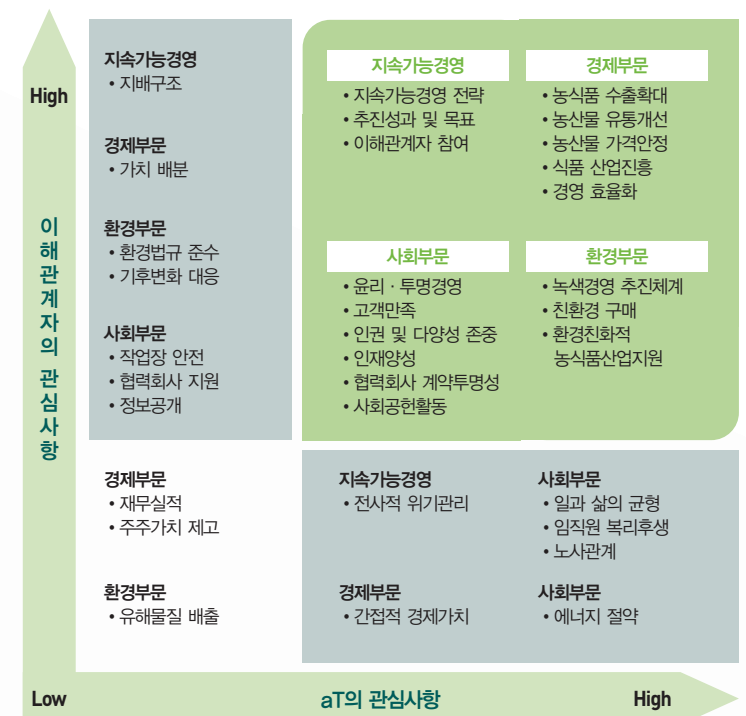 High
이해관계자의 관심사항
지속가능경영
• 지배구조
경제부문
• 가치 배분
환경부문
• 환경법규 준수
• 기후변화 대응
사회부문
• 작업장 안전
• 협력회사 지원
• 정보공개
지속가능경영
• 지속가능경영 전략
• 추진성과 및 목표
• 이해관계자 참여
경제부문
• 농식품 수출확대
• 농산물 유통개선
• 농산물 가격안정
• 식품 산업진흥
• 경영 효율화
사회부문
• 윤리 · 투명경영
• 고객만족
• 인권 및 다양성 존중
• 인재양성
• 협력회사 계약투명성
• 사회공헌활동
환경부문
• 녹색경영 추진체계
• 친환경 구매
• 환경친화적
농식품산업지원
경제부문
• 재무실적
• 주주가치 제고
환경부문
• 유해물질 배출
지속가능경영
• 전사적 위기관리
경제부문
• 간접적 경제가치
사회부문
• 일과 삶의 균형
• 임직원 복리후생
• 노사관계
사회부문
• 에너지 절약
Low
aT의 관심사항
High